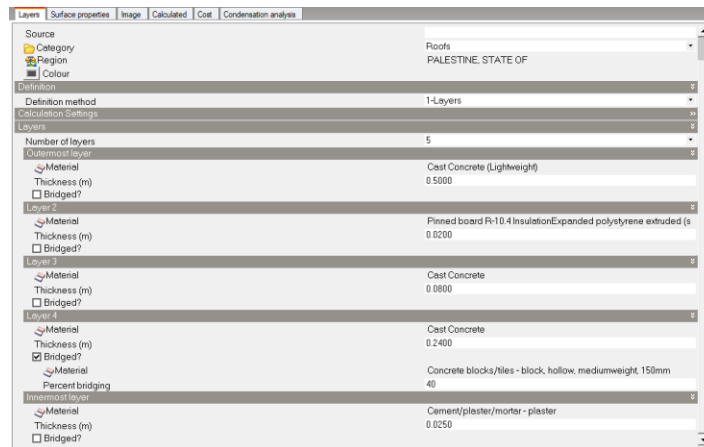 Layers Surface properties Image Calculated Cost Condensation analysis
Source
Category Roofs
Region PALESTINE, STATE OF
Colour
Definition
Definition method 1-Layers
Calculation Settings
Layers
Number of layers 5
Outermost layer
Material Cast Concrete (Lightweight)
Thickness (m) 0.5000
Bridged?
Layer 2
Material Pinned board R-10.4 InsulationExpanded polystyrene extruded (s
Thickness (m) 0.0200
Bridged?
Layer 3
Material Cast Concrete
Thickness (m) 0.0800
Bridged?
Layer 4
Material Cast Concrete
Thickness (m) 0.2400
Bridged?
Material Concrete blocks/tiles - block, hollow, mediumweight, 150mm
Percent bridging 40
Innermost layer
Material Cement/plaster/mortar - plaster
Thickness (m) 0.0250
Bridged?